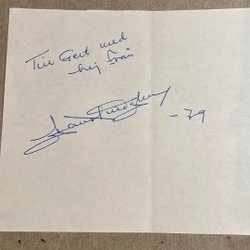 Till Gert med
hej från
-79